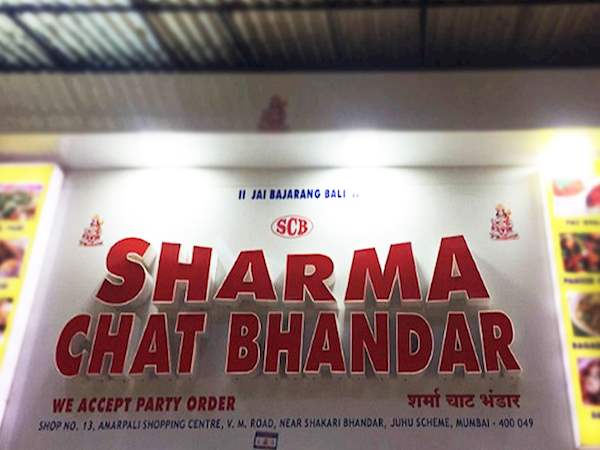 II JAI BAJARANG BALI II
SCB
SHARMA
CHAT BHANDAR
WE ACCEPT PARTY ORDER
शर्मा चाट भंडार
SHOP NO. 13, AMARPALI SHOPPING CENTRE, V. M. ROAD, NEAR SHAKARI BHANDAR, JUHU SCHEME, MUMBAI - 400 049